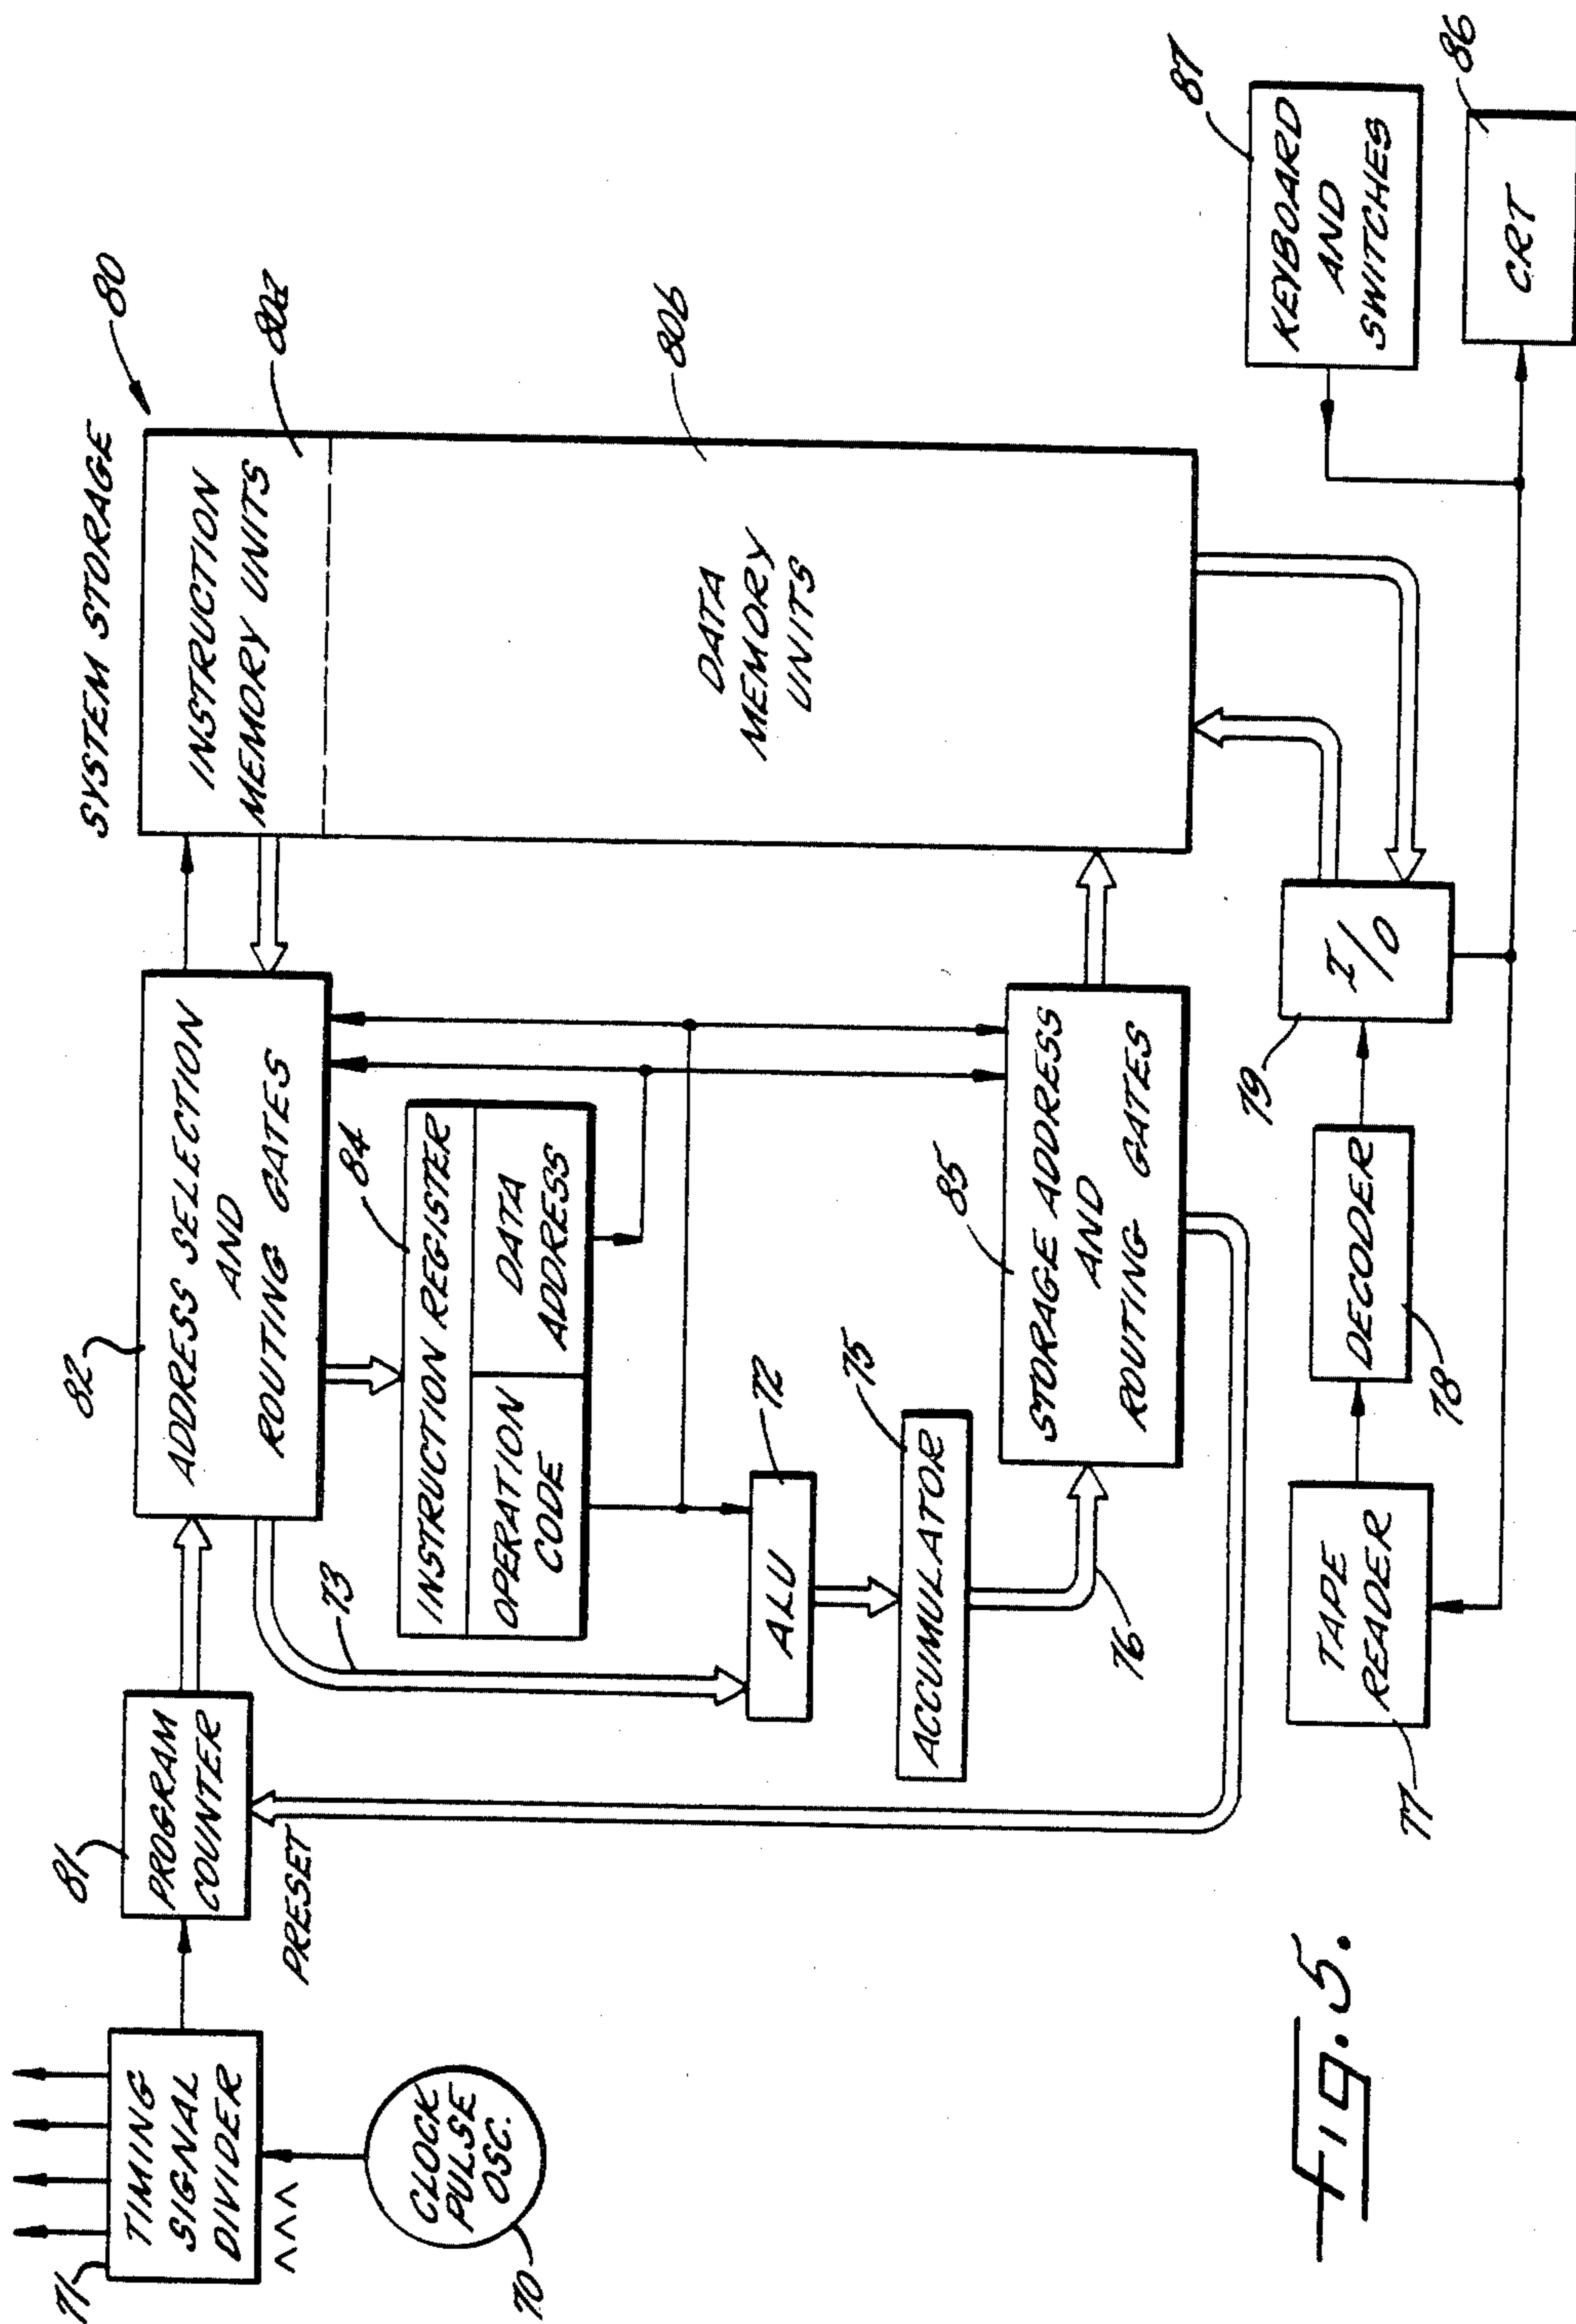 SYSTEM STORAGE
80
71
TIMING
SIGNAL
DIVIDER
70
CLOCK
PULSE
OSC.
81
PROGRAM
COUNTER
PRESET
82
ADDRESS SELECTION
AND
ROUTING GATES
INSTRUCTION
MEMORY UNITS
80a
73
84
INSTRUCTION REGISTER
OPERATION
CODE
DATA
ADDRESS
DATA
MEMORY
UNITS
80b
72
ALU
75
ACCUMULATOR
76
85
STORAGE ADDRESS
AND
ROUTING GATES
77
TAPE
READER
78
DECODER
79
I/O
87
KEYBOARD
AND
SWITCHES
86
CRT
Fig. 5.